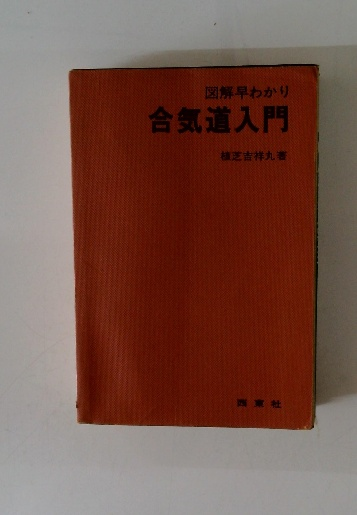 図解早わかり
合気道入門
植芝吉祥丸著
西東社